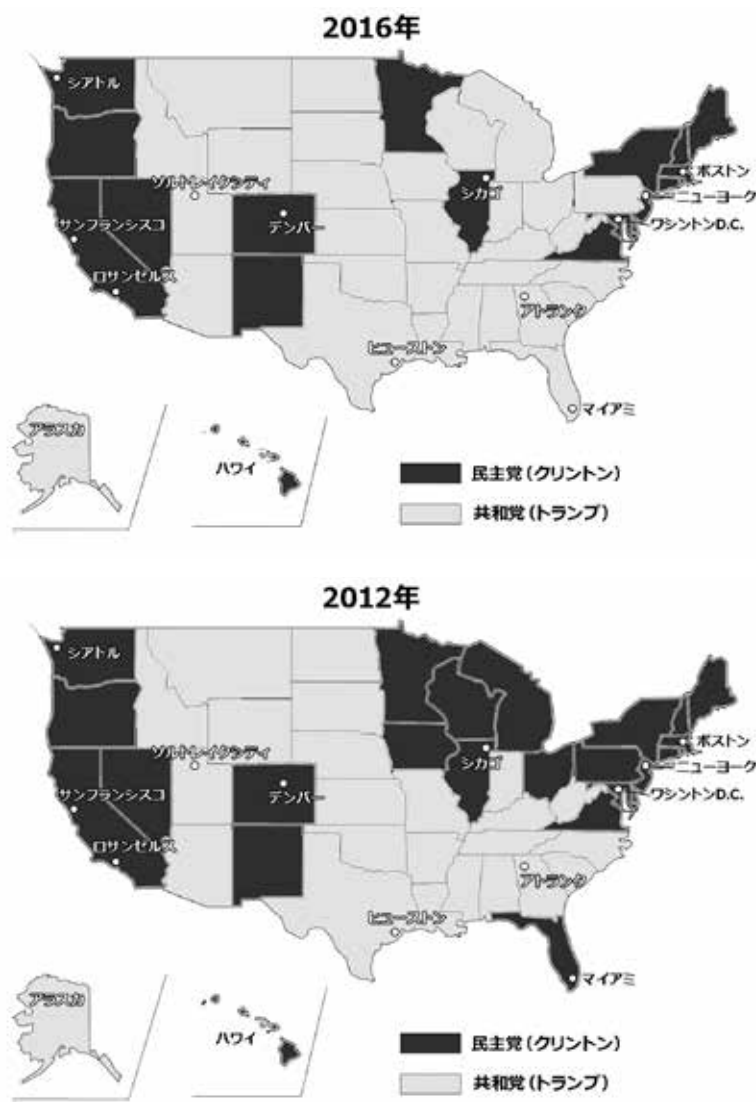 2016年
シアトル
ボストン
ソルトレイクシティ
シカゴ
ニューヨーク
サンフランシスコ
デンバー
ワシントンD.C.
ロサンゼルス
アトランタ
ヒューストン
マイアミ
アラスカ
ハワイ
民主党(クリントン)
共和党(トランプ)
2012年
シアトル
ボストン
ソルトレイクシティ
シカゴ
ニューヨーク
サンフランシスコ
デンバー
ワシントンD.C.
ロサンゼルス
アトランタ
ヒューストン
マイアミ
アラスカ
ハワイ
民主党(クリントン)
共和党(トランプ)